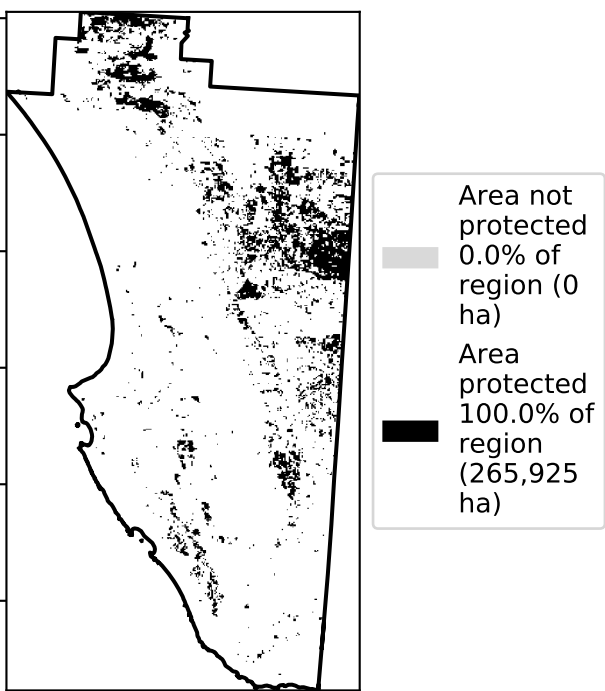 Area not
protected
0.0% of
region (0
ha)
Area
protected
100.0% of
region
(265,925
ha)